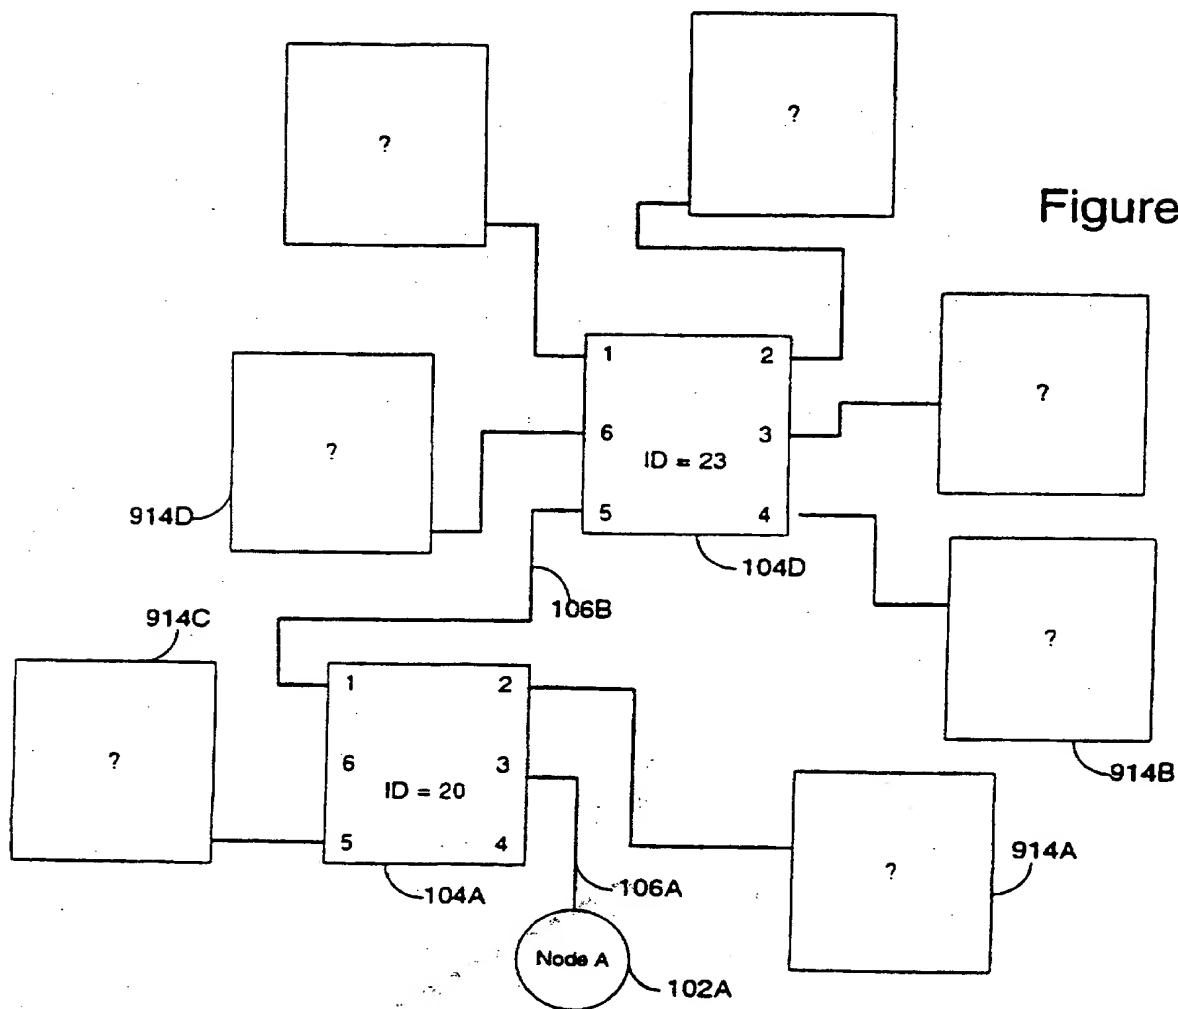 ?
?
Figure
1 2
?
6 3
?
ID = 23
914D
5 4
104D
106B
914C
?
1 2
?
6 3
914B
ID = 20
5 4
914A
?
104A
106A
Node A
102A